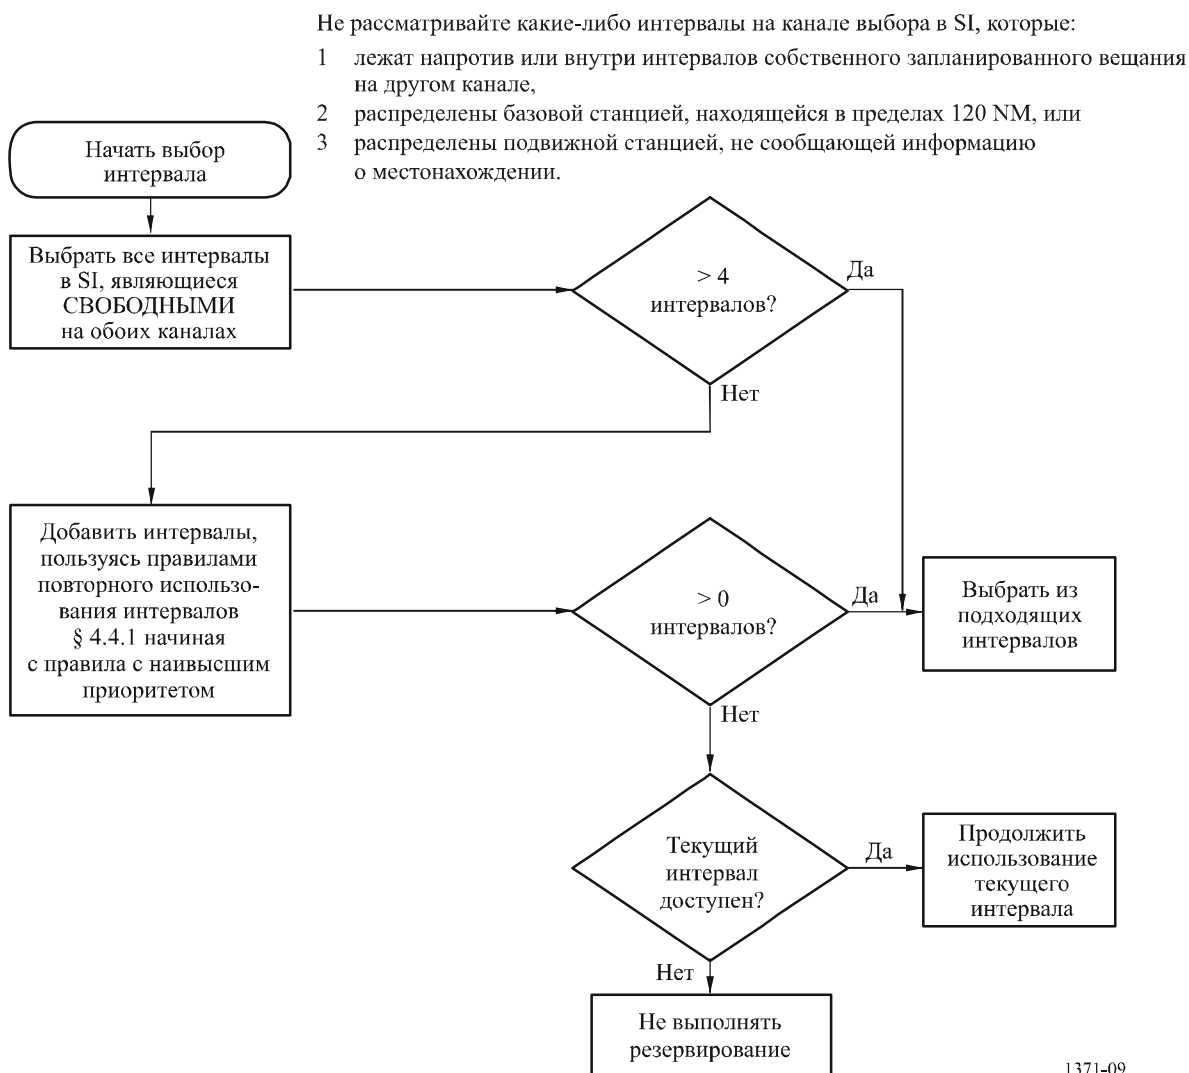 Не рассматривайте какие-либо интервалы на канале выбора в SI, которые:
1 лежат напротив или внутри интервалов собственного запланированного вещания
на другом канале,
2 распределены базовой станцией, находящейся в пределах 120 NM, или
3 распределены подвижной станцией, не сообщающей информацию
о местонахождении.
Начать выбор
интервала
Выбрать все интервалы
в SI, являющиеся
СВОБОДНЫМИ
на обоих каналах
> 4
интервалов?
Да
Нет
Добавить интервалы,
пользуясь правилами
повторного использо-
вания интервалов
§ 4.4.1 начиная
с правила с наивысшим
приоритетом
> 0
интервалов?
Да
Нет
Выбрать из
подходящих
интервалов
Текущий
интервал
доступен?
Да
Нет
Продолжить
использование
текущего
интервала
Не выполнять
резервирование
1371-09